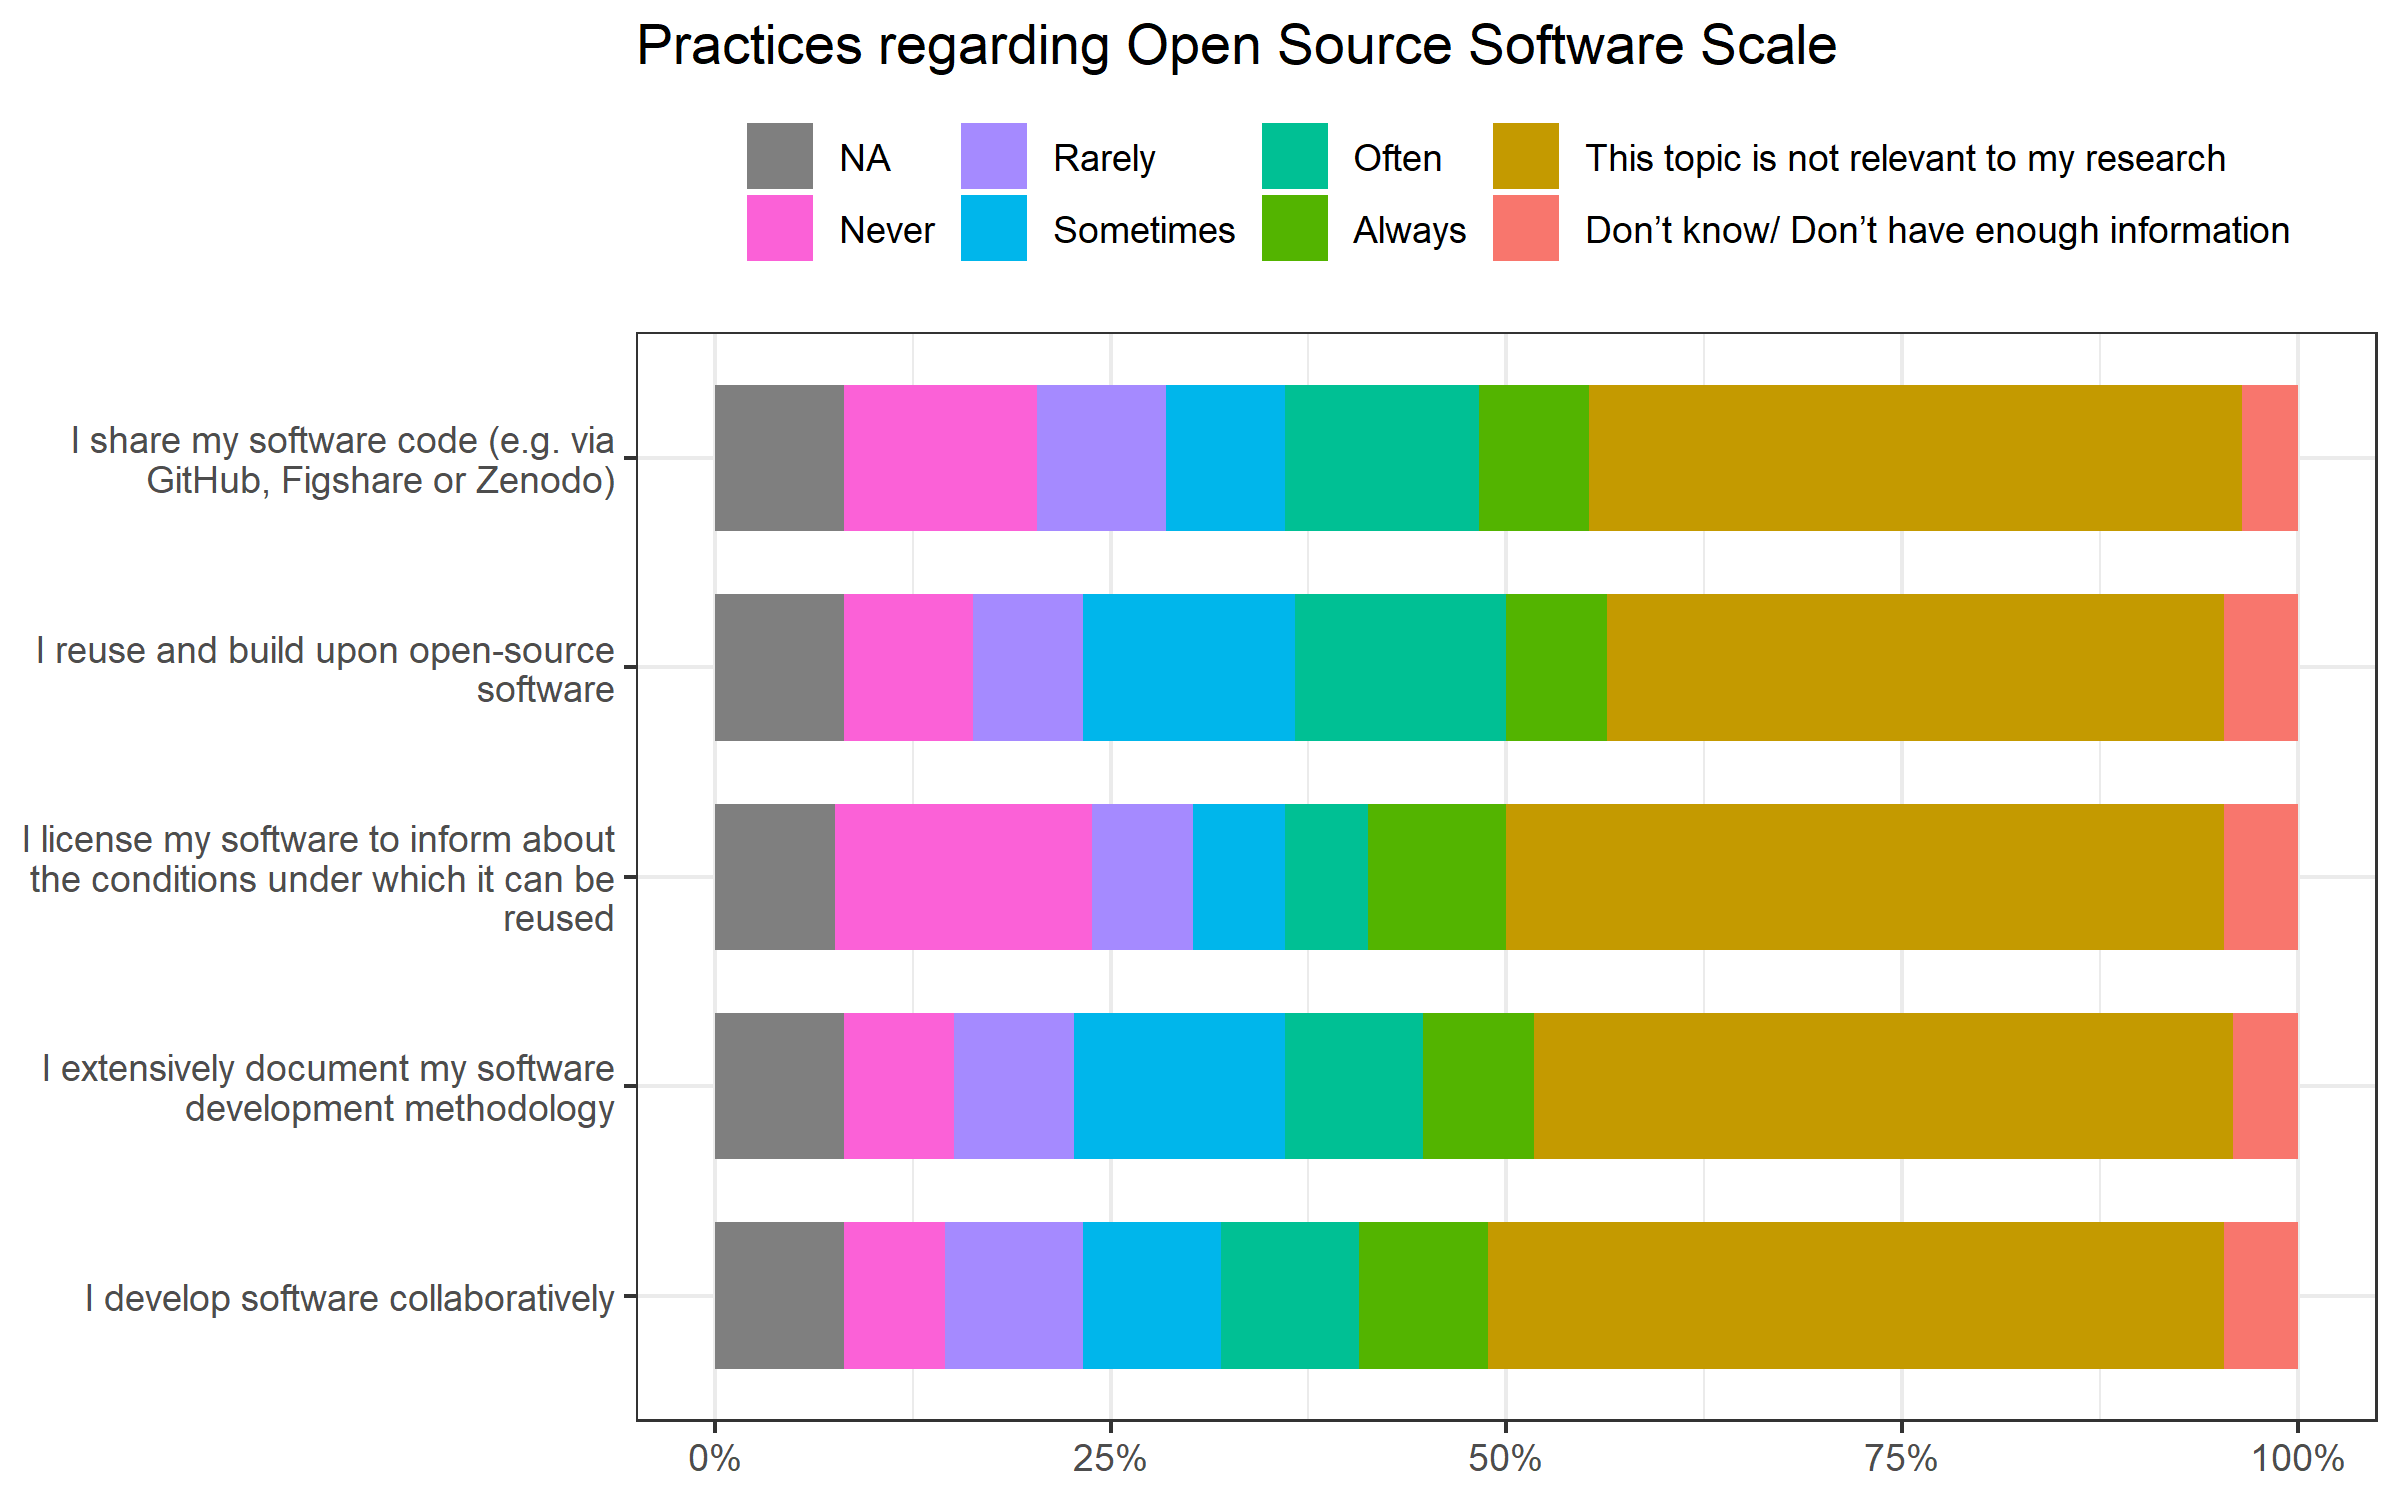 Practices regarding Open Source Software Scale
NA
Rarely
Often
This topic is not relevant to my research
Never
Sometimes
Always
Don’t know/ Don’t have enough information
I share my software code (e.g. via
GitHub, Figshare or Zenodo)
I reuse and build upon open-source
software
I license my software to inform about
the conditions under which it can be
reused
I extensively document my software
development methodology
I develop software collaboratively
0%
25%
50%
75%
100%